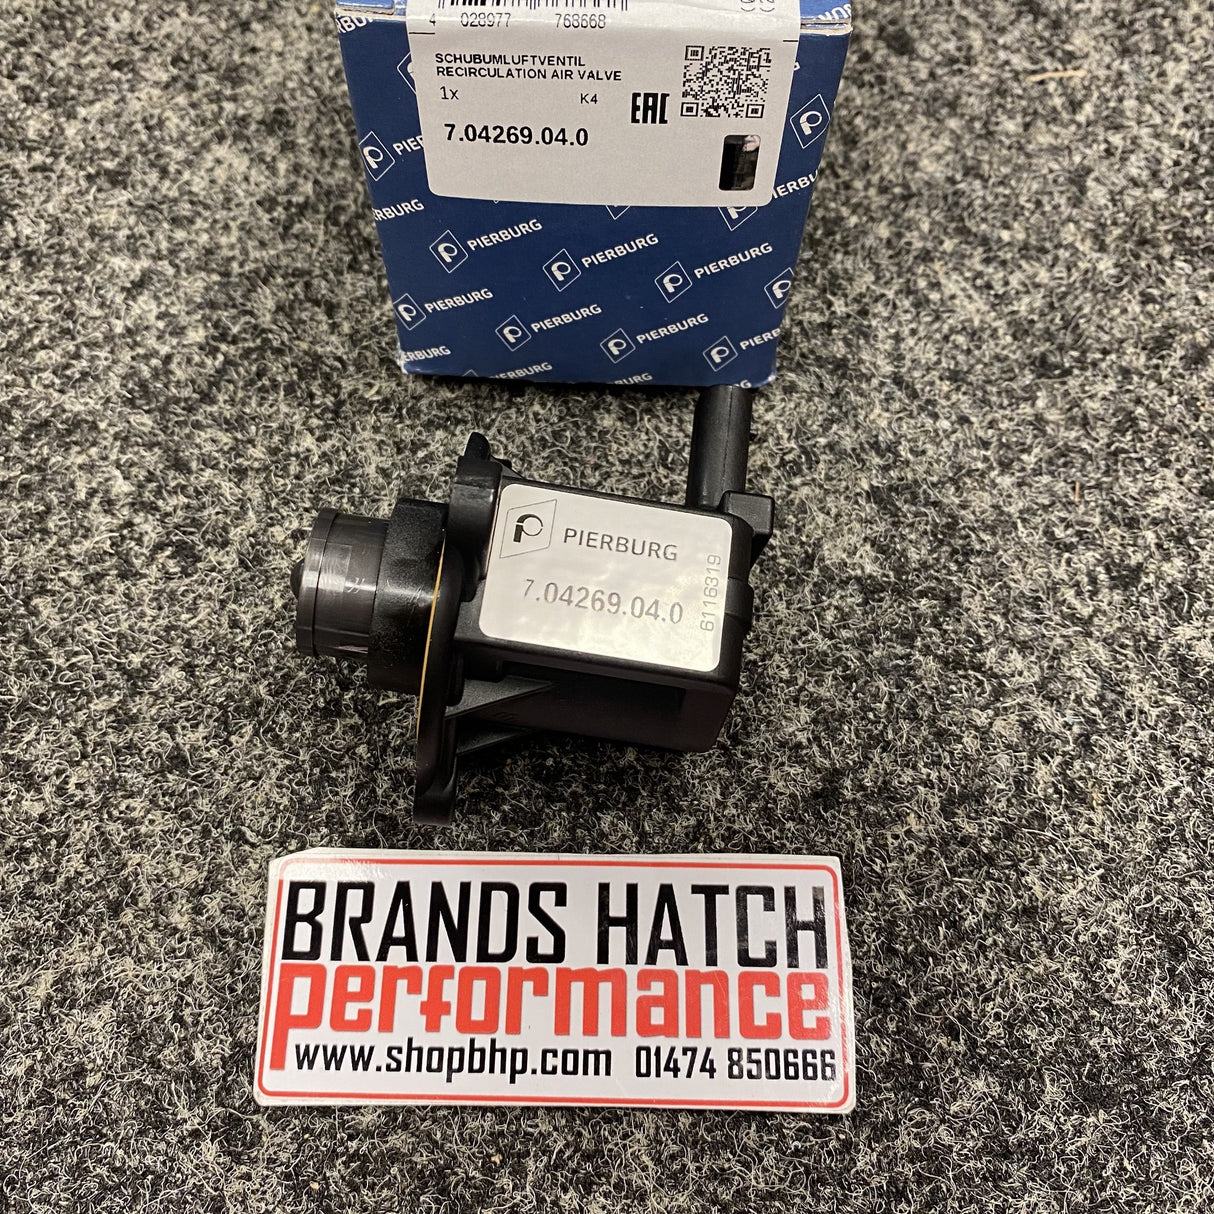 4 028977 768668
SCHUBUMLUFTVENTIL
RECIRCULATION AIR VALVE
1x K4 EAC
7.04269.04.0
PIERBURG
PIERBURG
PIERBURG
PIERBURG
PIERBURG
PIERBURG
PIERBURG
7.04269.04.0
6116319
BRANDS HATCH
performance
www.shopbhp.com 01474 850666